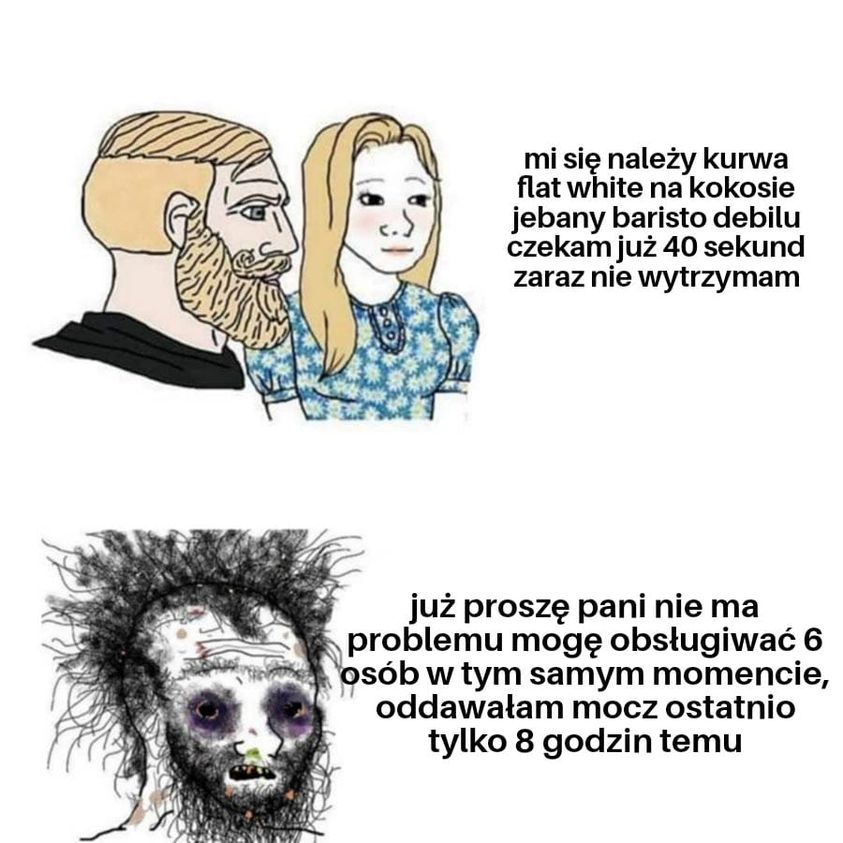 mi się należy kurwa
flat white na kokosie
jebany baristo debilu
czekam już 40 sekund
zaraz nie wytrzymam
już proszę pani nie ma
problemu mogę obsługiwać 6
osób w tym samym momencie,
oddawałam mocz ostatnio
tylko 8 godzin temu